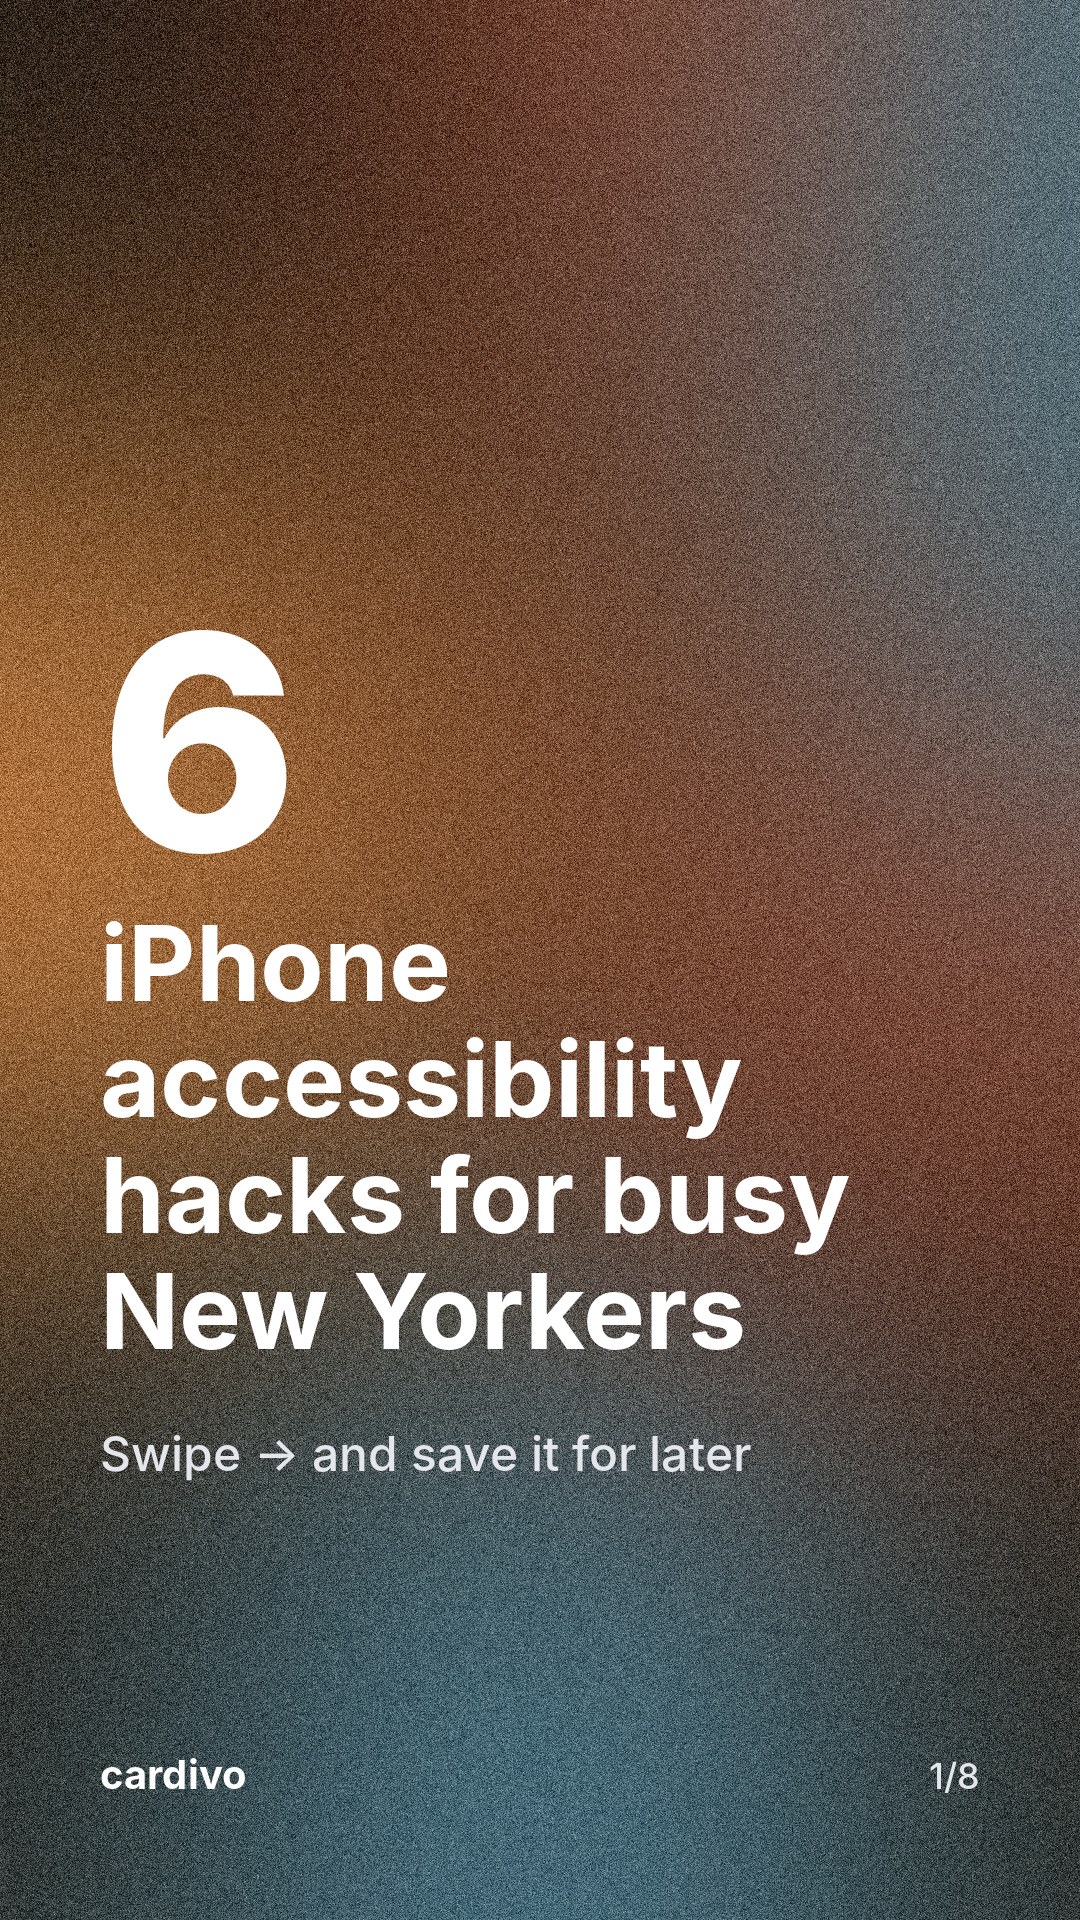 6
iPhone
accessibility
hacks for busy
New Yorkers
Swipe → and save it for later
cardivo
1/8